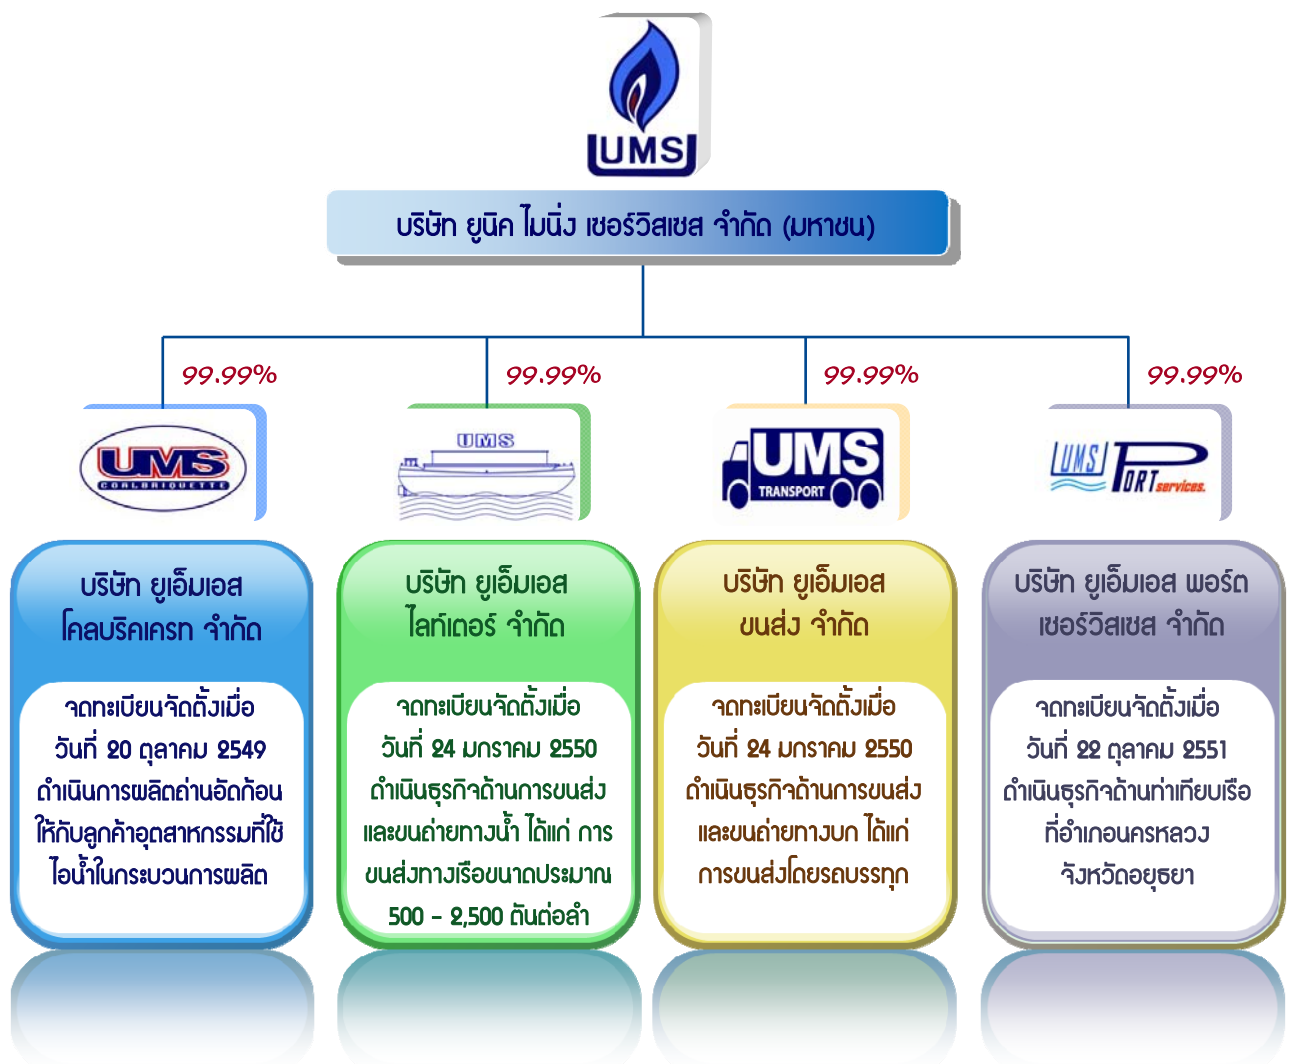 UMS
บริษัท ยูนิค ไมนิ่ง เซอร์วิสเซส จำกัด (มหาชน)
99.99%
99.99%
99.99%
99.99%
UMS
COALBRIQUETTE
UMS
UMS
TRANSPORT
UMS PORT services.
บริษัท ยูเอ็มเอส
โคลบริคเครท จำกัด
จดทะเบียนจัดตั้งเมื่อ
วันที่ 20 ตุลาคม 2549
ดำเนินการผลิตถ่านอัดก้อน
ให้กับลูกค้าอุตสาหกรรมที่ใช้
ไอน้ำในกระบวนการผลิต
บริษัท ยูเอ็มเอส
ไลท์เตอร์ จำกัด
จดทะเบียนจัดตั้งเมื่อ
วันที่ 24 มกราคม 2550
ดำเนินธุรกิจด้านการขนส่ง
และขนถ่ายทางน้ำ ได้แก่ การ
ขนส่งทางเรือขนาดประมาณ
500 - 2,500 ตันต่อลำ
บริษัท ยูเอ็มเอส
ขนส่ง จำกัด
จดทะเบียนจัดตั้งเมื่อ
วันที่ 24 มกราคม 2550
ดำเนินธุรกิจด้านการขนส่ง
และขนถ่ายทางบก ได้แก่
การขนส่งโดยรถบรรทุก
บริษัท ยูเอ็มเอส พอร์ต
เซอร์วิสเซส จำกัด
จดทะเบียนจัดตั้งเมื่อ
วันที่ 22 ตุลาคม 2551
ดำเนินธุรกิจด้านท่าเทียบเรือ
ที่อำเภอนครหลวง
จังหวัดอยุธยา